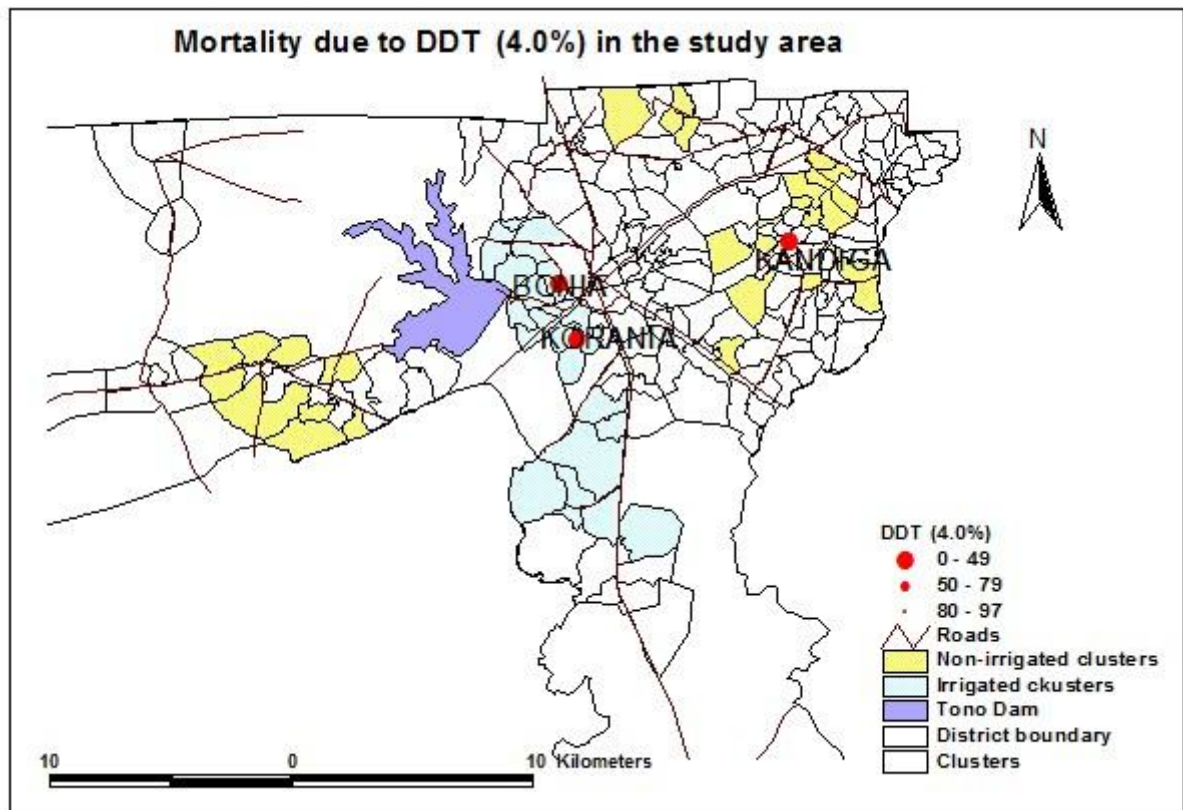 Mortality due to DDT (4.0%) in the study area
N
KANDIGA
BONIA
KORANIA
DDT (4.0%)
0 - 49
50 - 79
80 - 97
Roads
Non-irrigated clusters
Irrigated ckusters
Tono Dam
District boundary
Clusters
10 0 10 Kilometers